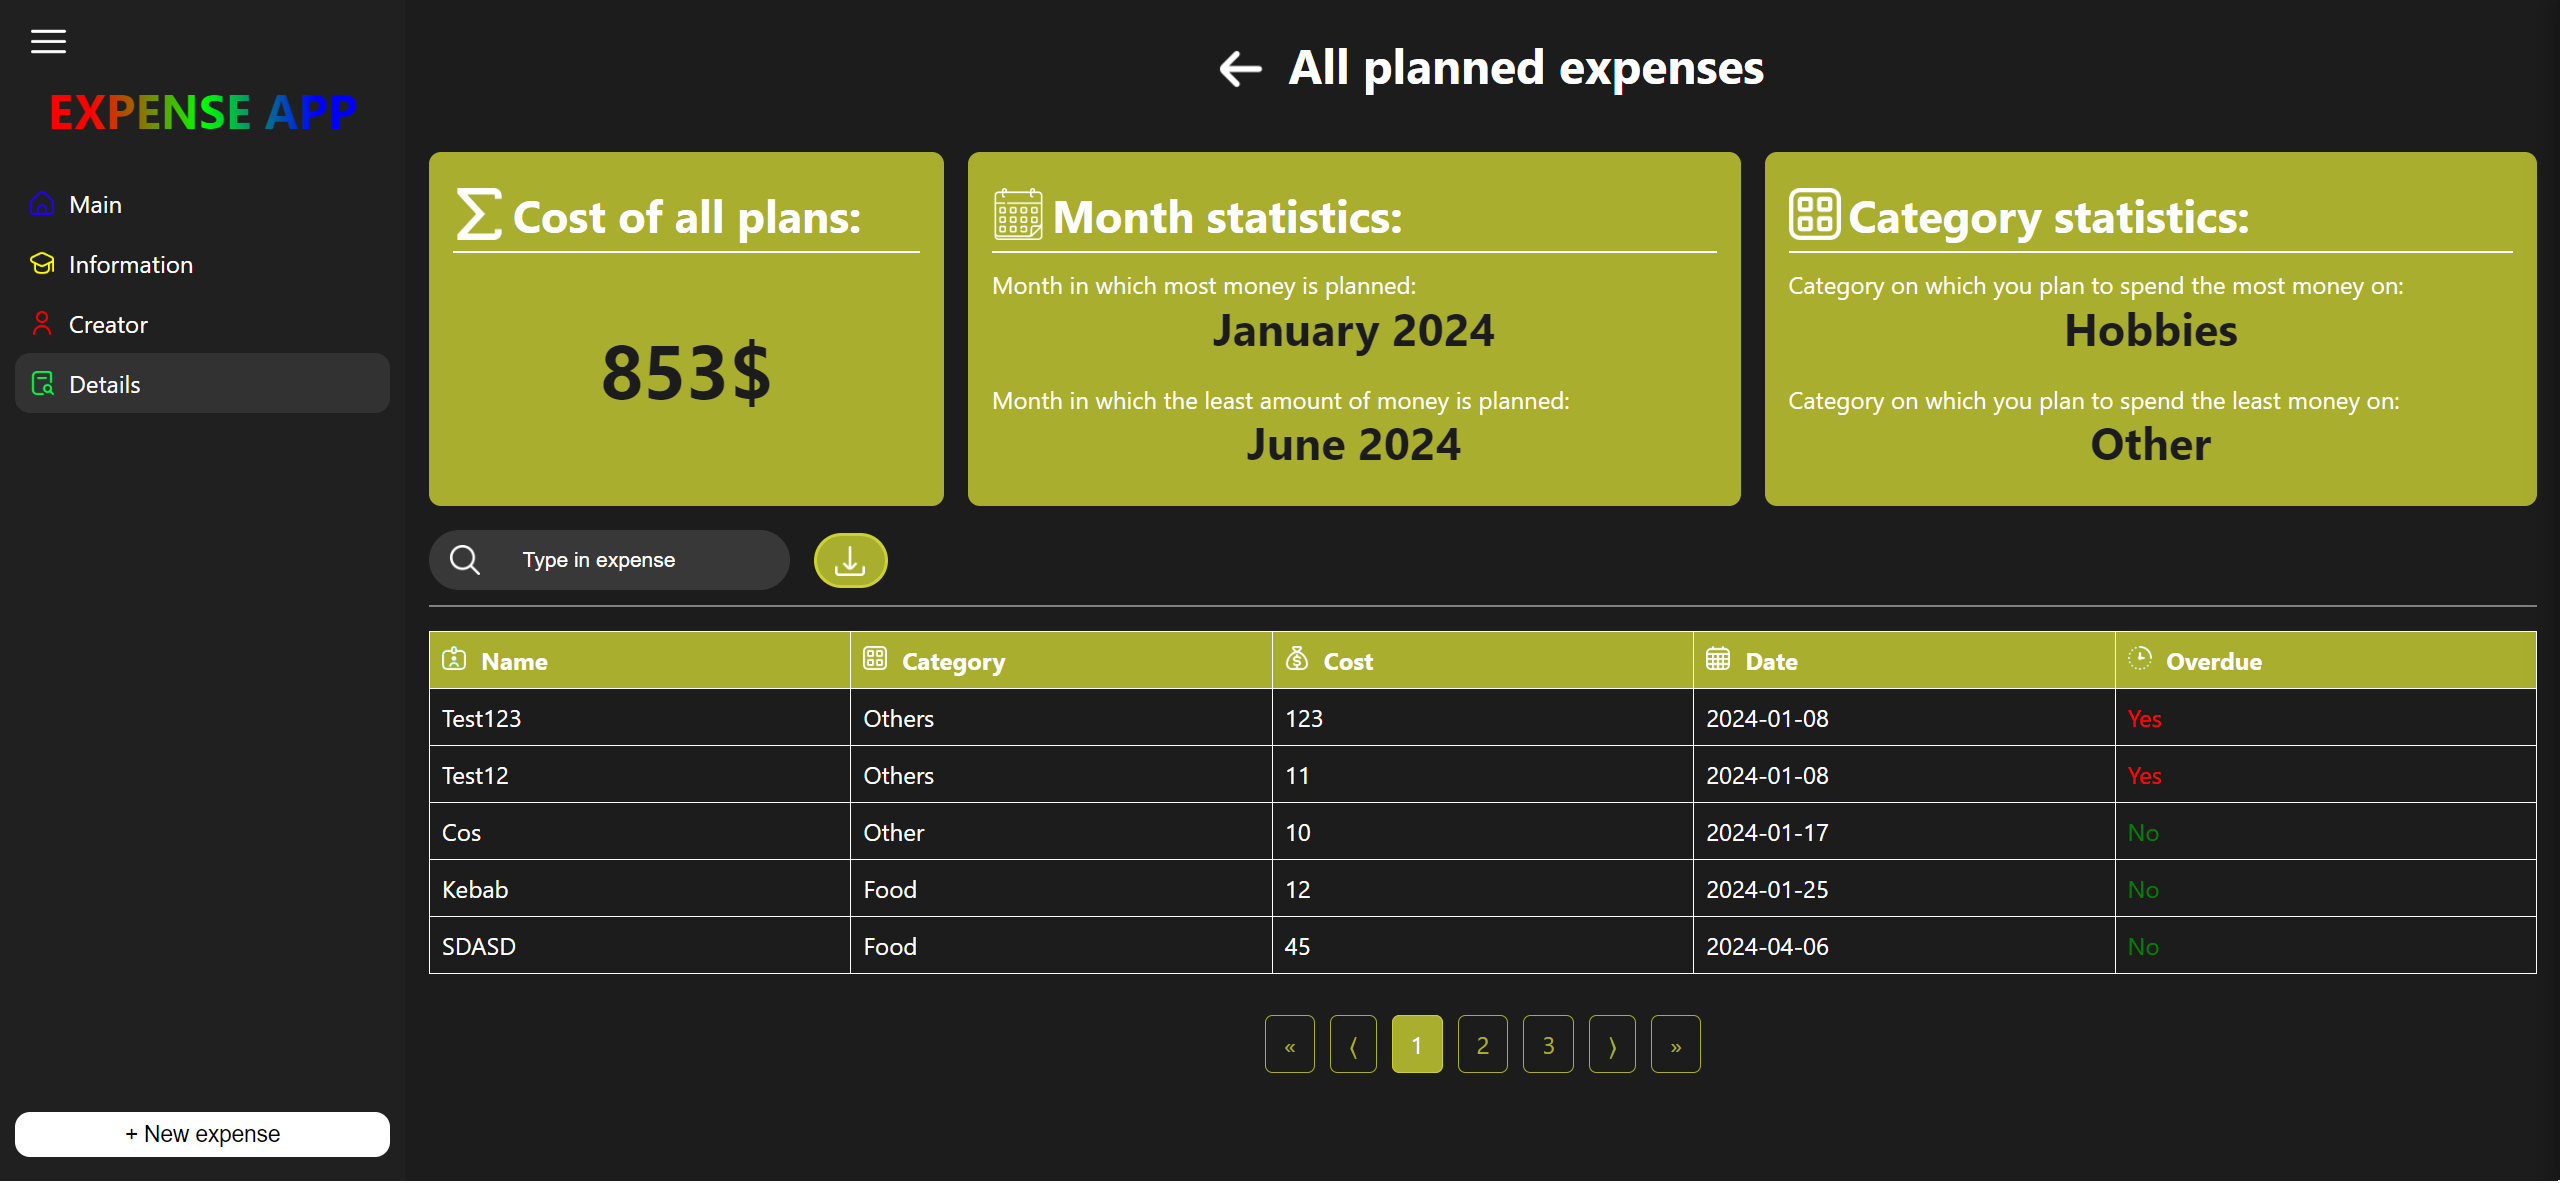 EXPENSE APP
Main
Information
Creator
Details
+ New expense
All planned expenses
Cost of all plans:
853$
Month statistics:
Month in which most money is planned:
January 2024
Month in which the least amount of money is planned:
June 2024
Category statistics:
Category on which you plan to spend the most money on:
Hobbies
Category on which you plan to spend the least money on:
Other
Type in expense
Name Category Cost Date Overdue
Test123 Others 123 2024-01-08 Yes
Test12 Others 11 2024-01-08 Yes
Cos Other 10 2024-01-17 No
Kebab Food 12 2024-01-25 No
SDASD Food 45 2024-04-06 No
« ⟨ 1 2 3 ⟩ »